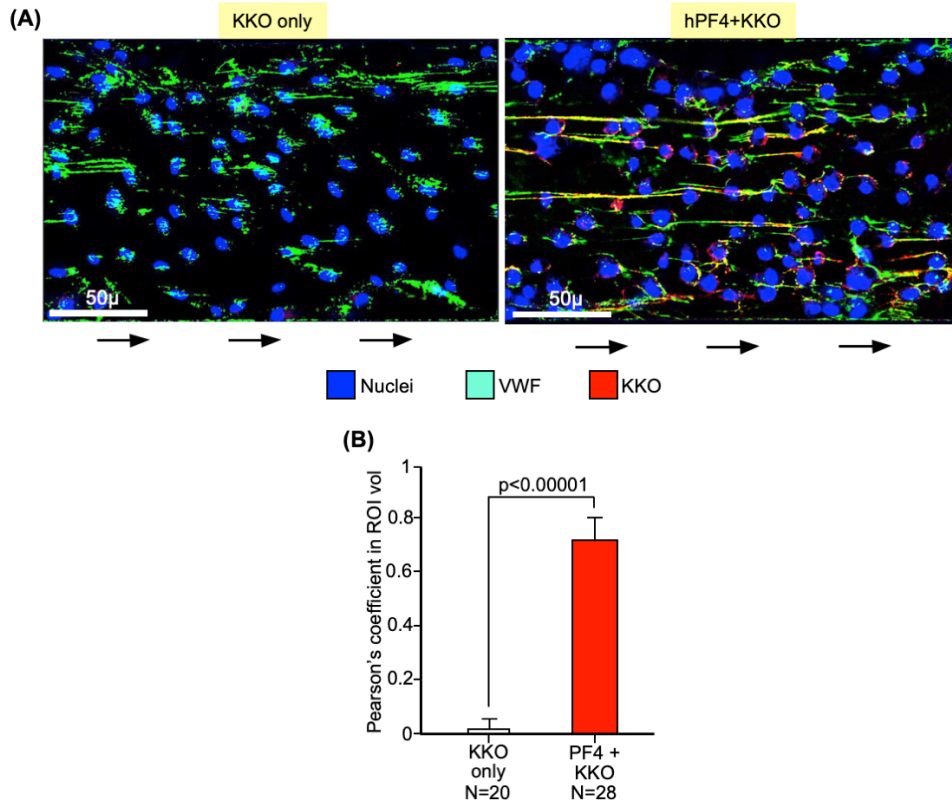 (A)
KKO only
hPF4+KKO
50µ
50µ
Nuclei
VWF
KKO
(B)
Pearson's coefficient in ROI vol
1
0.8
0.6
0.4
0.2
0
p<0.00001
KKO
only
N=20
PF4 +
KKO
N=28